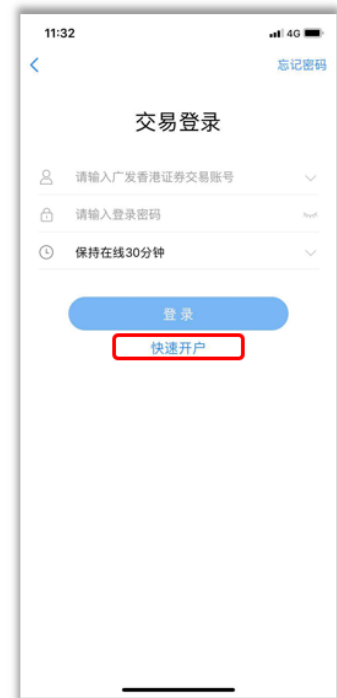 11:32 4G
忘记密码
交易登录
请输入广发香港证券交易账号
请输入登录密码
保持在线30分钟
登录
快速开户